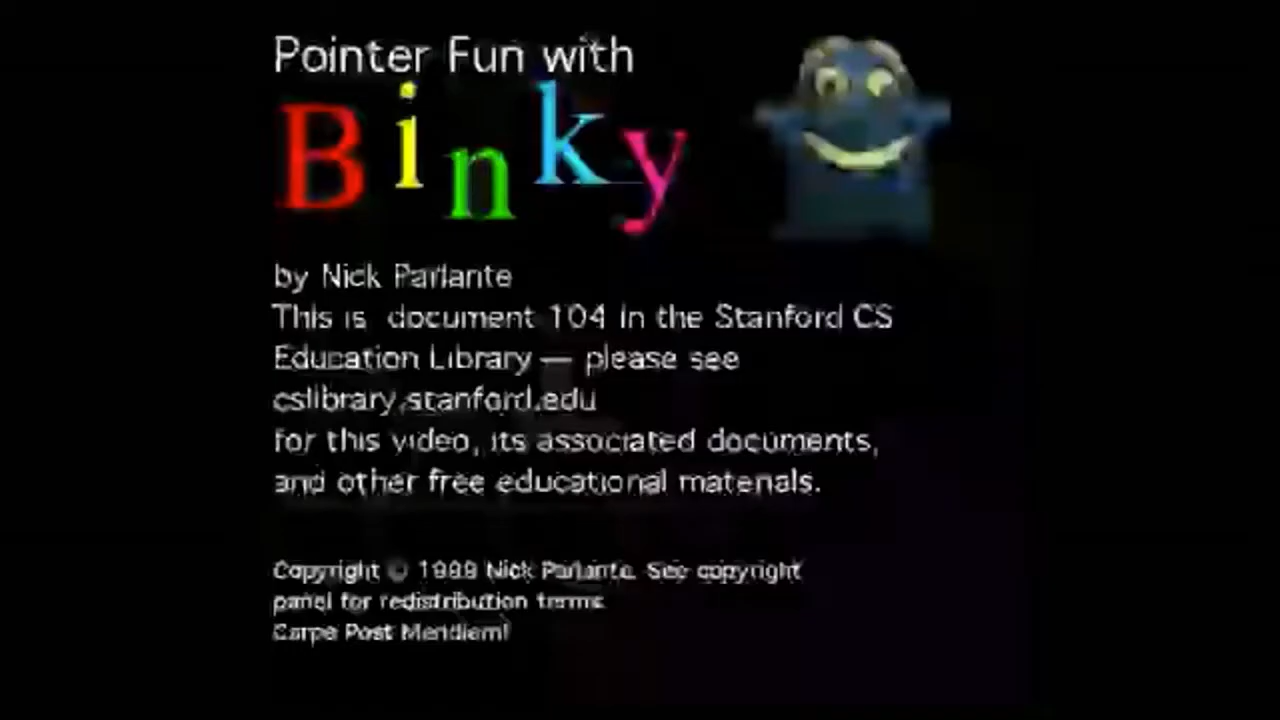 Pointer Fun with
Binky
by Nick Parlante
This is document 104 in the Stanford CS
Education Library — please see
cslibrary.stanford.edu
for this video, its associated documents,
and other free educational materials.
Copyright © 1999 Nick Parlante. See copyright
panel for redistribution terms.
Carpe Post Meridiem!